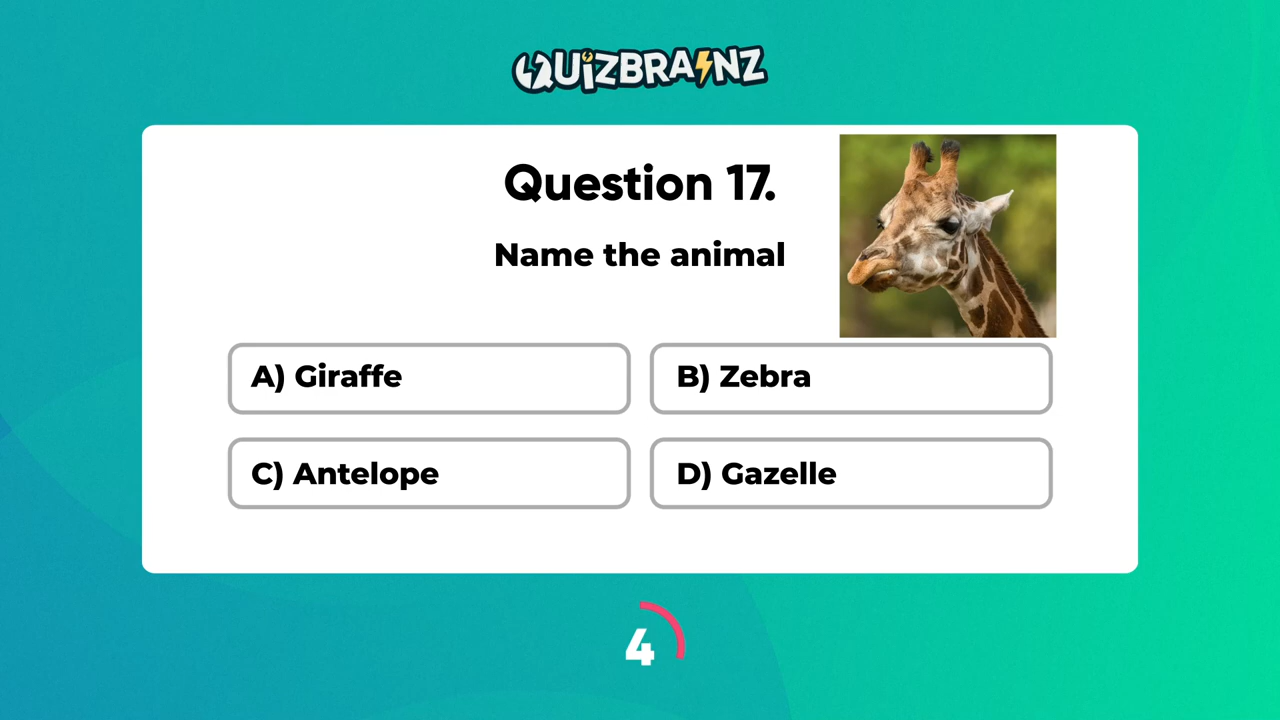 QUIZBRAINZ
Question 17.
Name the animal
A) Giraffe
B) Zebra
C) Antelope
D) Gazelle
4